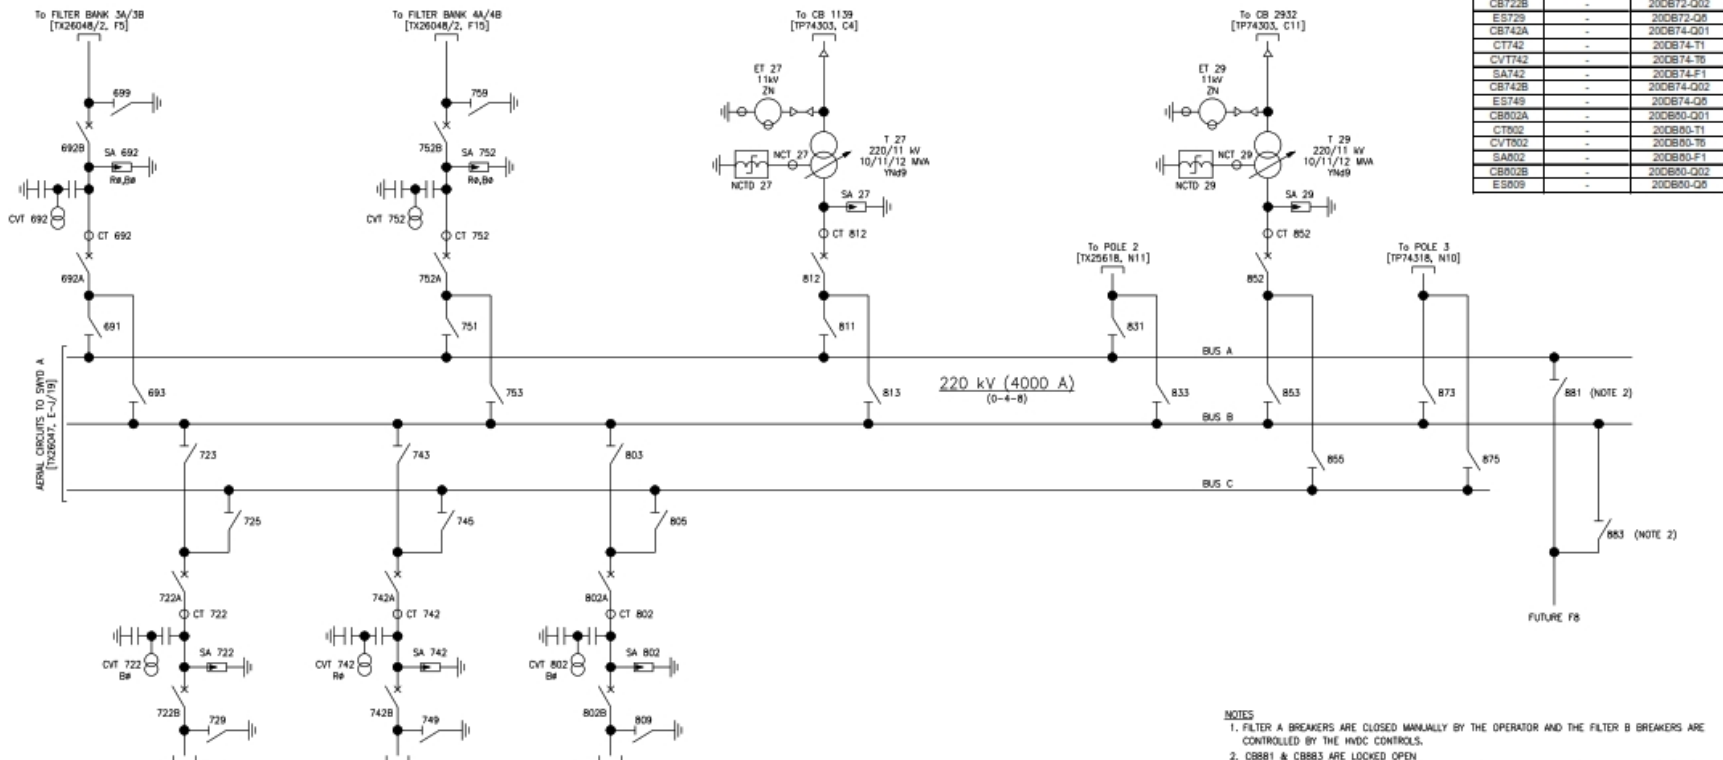 To FILTER BANK 3A/3B
[TX26048/2, F5]
To FILTER BANK 4A/4B
[TX26048/2, F15]
To CB 1139
[TP74303, C4]
To CB 2932
[TP74303, C11]
CB722B - 20DB72-Q02
ES729 - 20DB72-Q6
CB742A - 20DB74-Q01
CT742 - 20DB74-T1
CVT742 - 20DB74-T6
SA742 - 20DB74-F1
CB742B - 20DB74-Q02
ES749 - 20DB74-Q6
CB802A - 20DB80-Q01
CT802 - 20DB80-T1
CVT802 - 20DB80-T6
SA802 - 20DB80-F1
CB802B - 20DB80-Q02
ES809 - 20DB80-Q6
699
692B
SA 692
RØ,BØ
CVT 692
CT 692
692A
691
693
759
752B
SA 752
RØ,BØ
CVT 752
CT 752
752A
751
753
ET 27
11kV
ZN
T 27
220/11 kV
10/11/12 MVA
YNd9
NCT 27
NCTD 27
SA 27
CT 812
812
811
813
ET 29
11kV
ZN
T 29
220/11 kV
10/11/12 MVA
YNd9
NCT 29
NCTD 29
SA 29
CT 852
852
853
855
To POLE 2
[TX25618, N11]
831
833
To POLE 3
[TP74318, N10]
873
875
AERIAL CIRCUITS TO SWYD A
[TX26047, E-J/19]
BUS A
220 kV (4000 A)
(0-4-8)
BUS B
BUS C
881 (NOTE 2)
883 (NOTE 2)
FUTURE F8
723
725
722A
CT 722
CVT 722
BØ
SA 722
722B
729
743
745
742A
CT 742
CVT 742
RØ
SA 742
742B
749
803
805
802A
CT 802
CVT 802
BØ
SA 802
802B
809
NOTES
1. FILTER A BREAKERS ARE CLOSED MANUALLY BY THE OPERATOR AND THE FILTER B BREAKERS ARE
CONTROLLED BY THE HVDC CONTROLS.
2. CB881 & CB883 ARE LOCKED OPEN